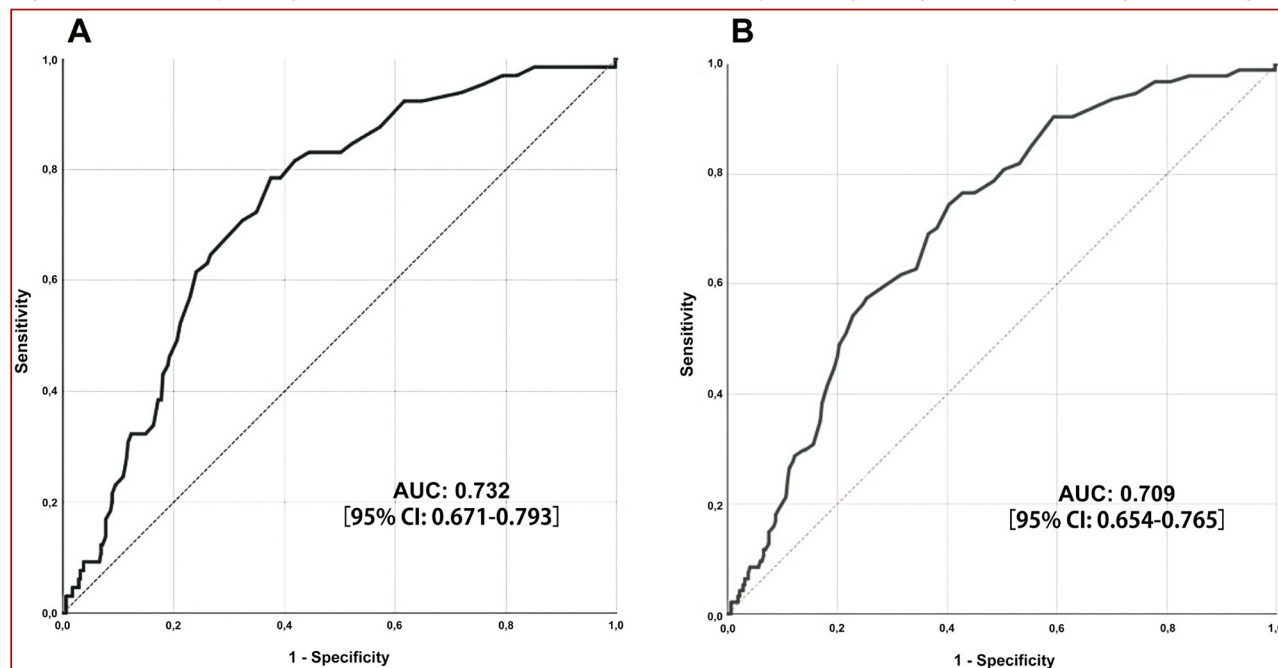 A
1,0
0,8
0,6
0,4
0,2
0,0
Sensitivity
AUC: 0.732
[95% CI: 0.671-0.793]
0,0 0,2 0,4 0,6 0,8 1,0
1 - Specificity
B
1,0
0,8
0,6
0,4
0,2
0,0
Sensitivity
AUC: 0.709
[95% CI: 0.654-0.765]
0,0 0,2 0,4 0,6 0,8 1,0
1 - Specificity